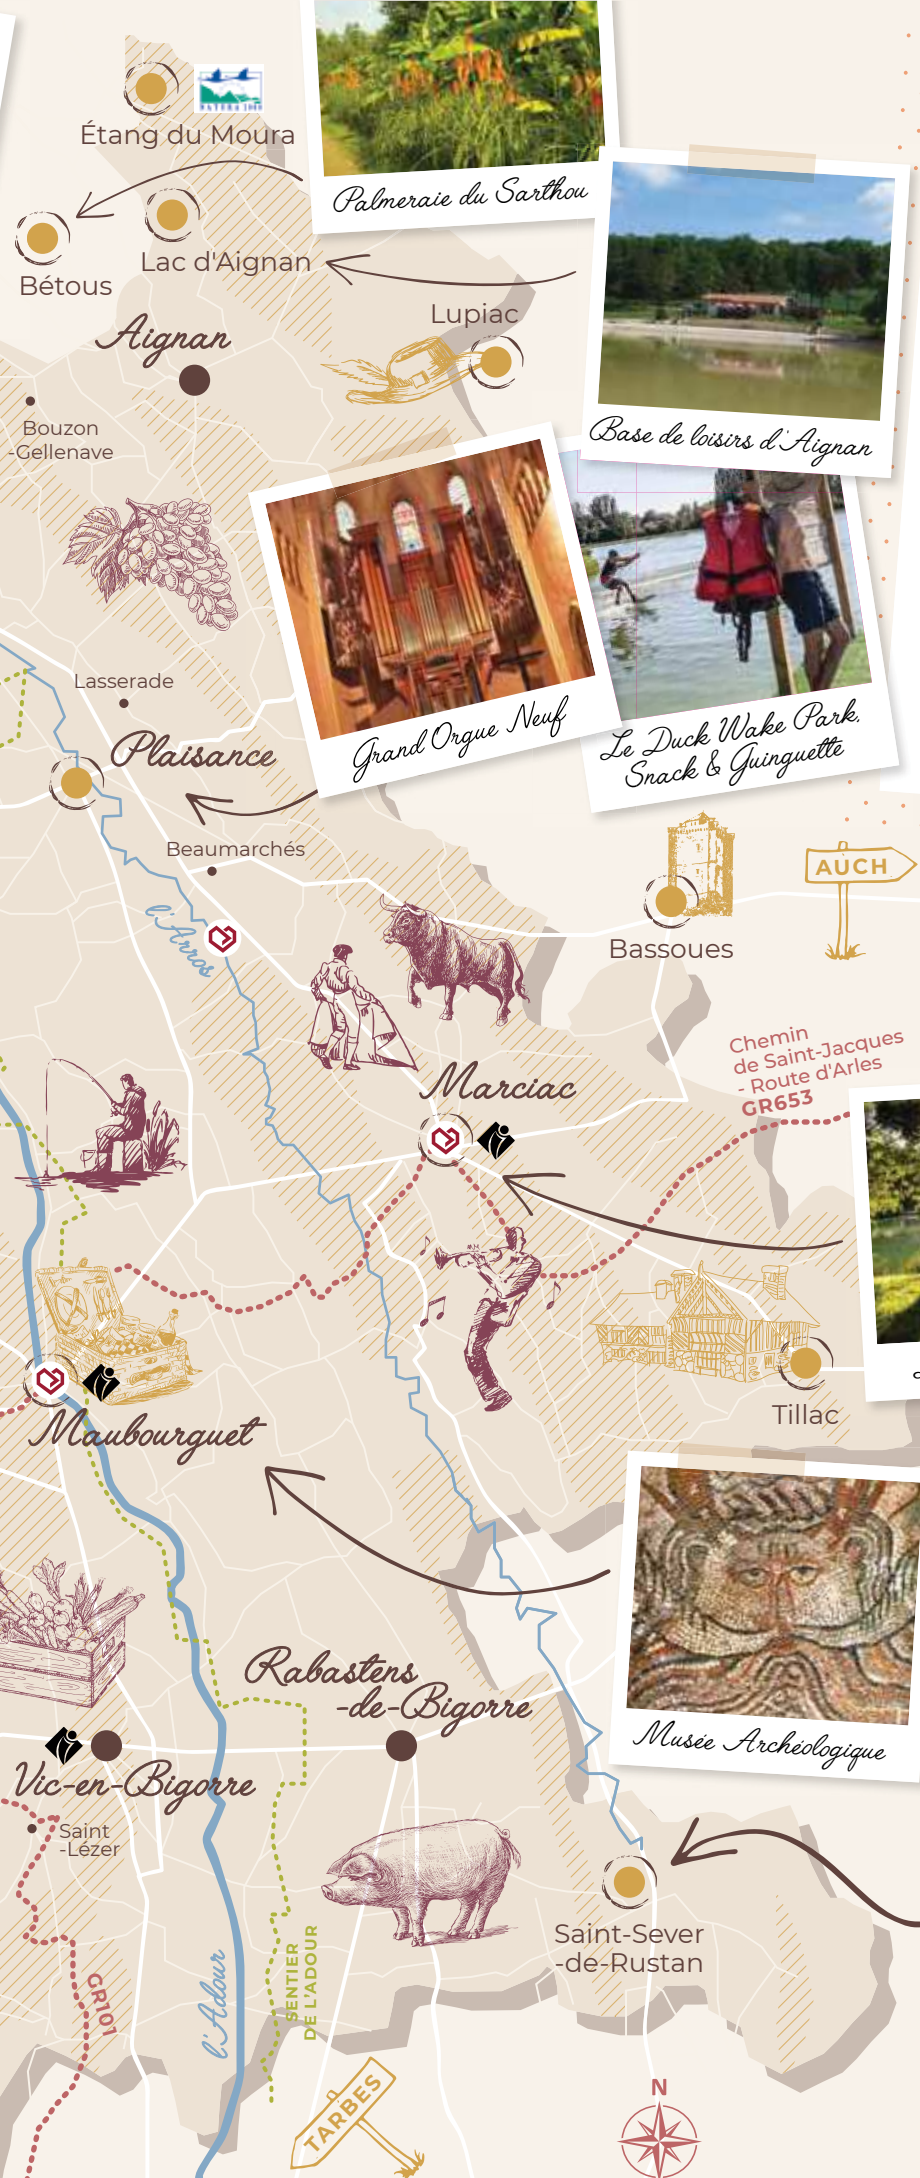 NATURA 2000
Étang du Moura
Palmeraie du Sarthou
Bétous
Lac d'Aignan
Lupiac
Aignan
Bouzon
-Gellenave
Base de loisirs d'Aignan
Lasserade
Plaisance
Grand Orgue Neuf
Le Duck Wake Park,
Snack & Guinguette
Beaumarchés
l'Arros
AUCH
Bassoues
Chemin
de Saint-Jacques
- Route d'Arles
GR653
Marciac
Tillac
Maubourguet
Rabastens
-de-Bigorre
Musée Archéologique
Vic-en-Bigorre
Saint
-Lézer
Saint-Sever
-de-Rustan
GR101
l'Adour
SENTIER
DE L'ADOUR
TARBES
N